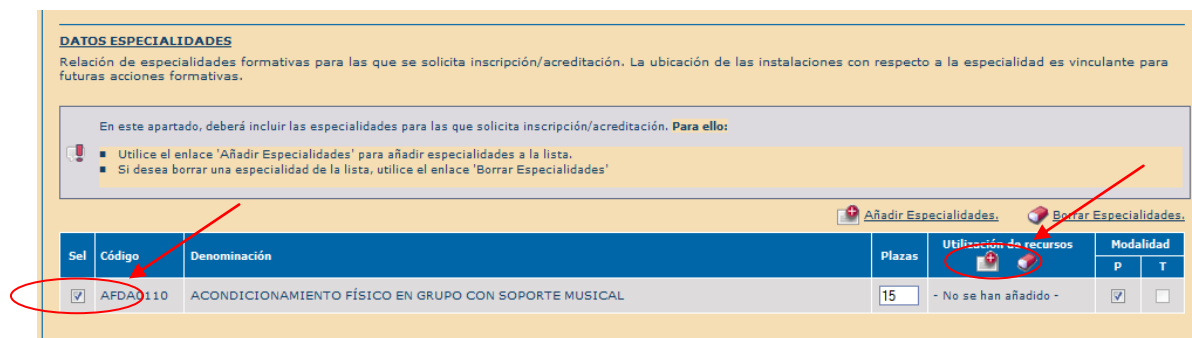 DATOS ESPECIALIDADES
Relación de especialidades formativas para las que se solicita inscripción/acreditación. La ubicación de las instalaciones con respecto a la especialidad es vinculante para
futuras acciones formativas.
En este apartado, deberá incluir las especialidades para las que solicita inscripción/acreditación. Para ello:
Utilice el enlace 'Añadir Especialidades' para añadir especialidades a la lista.
Si desea borrar una especialidad de la lista, utilice el enlace 'Borrar Especialidades'
Añadir Especialidades. Borrar Especialidades.
Sel Código Denominación Plazas Utilización de recursos Modalidad
P T
AFDA0110 ACONDICIONAMIENTO FÍSICO EN GRUPO CON SOPORTE MUSICAL 15 - No se han añadido -